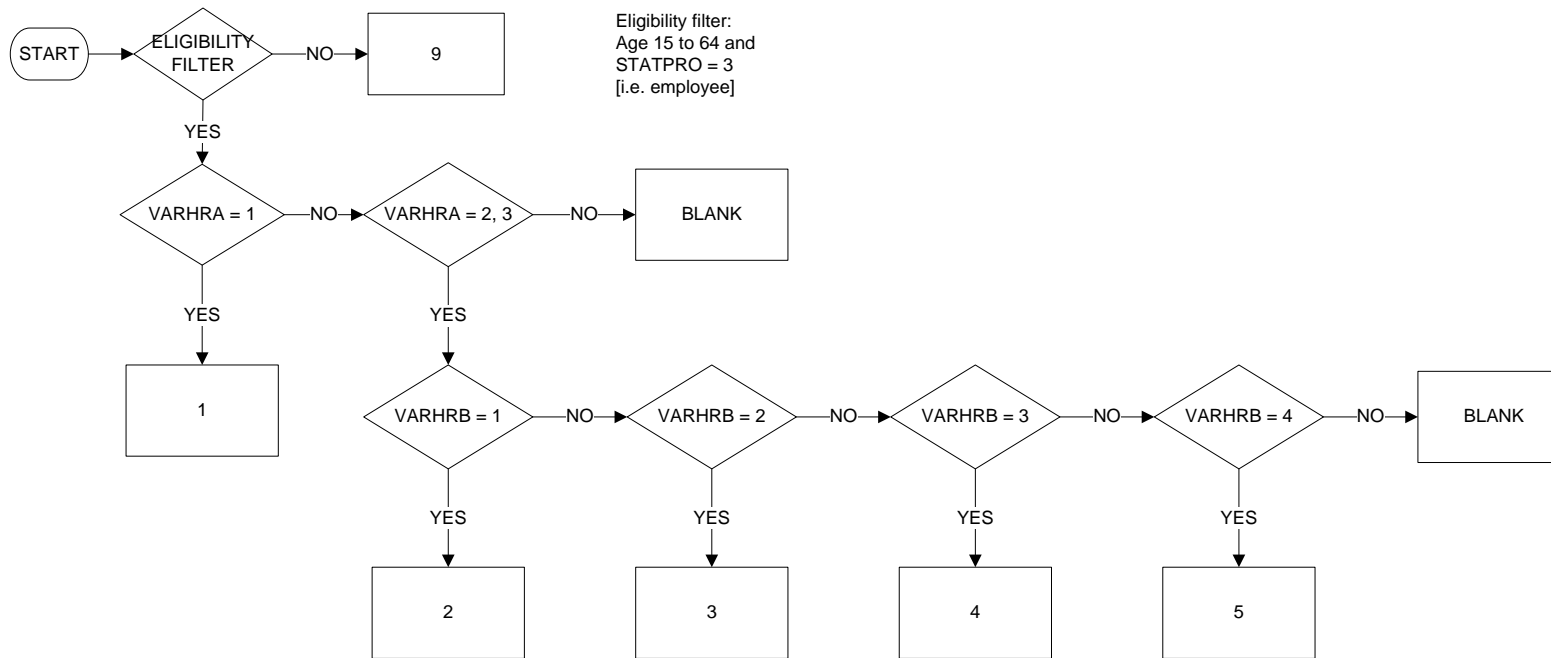 START
ELIGIBILITY
FILTER
NO
9
Eligibility filter:
Age 15 to 64 and
STATPRO = 3
[i.e. employee]
YES
VARHRA = 1
NO
VARHRA = 2, 3
NO
BLANK
YES
YES
1
VARHRB = 1
NO
VARHRB = 2
NO
VARHRB = 3
NO
VARHRB = 4
NO
BLANK
YES
YES
YES
YES
2
3
4
5